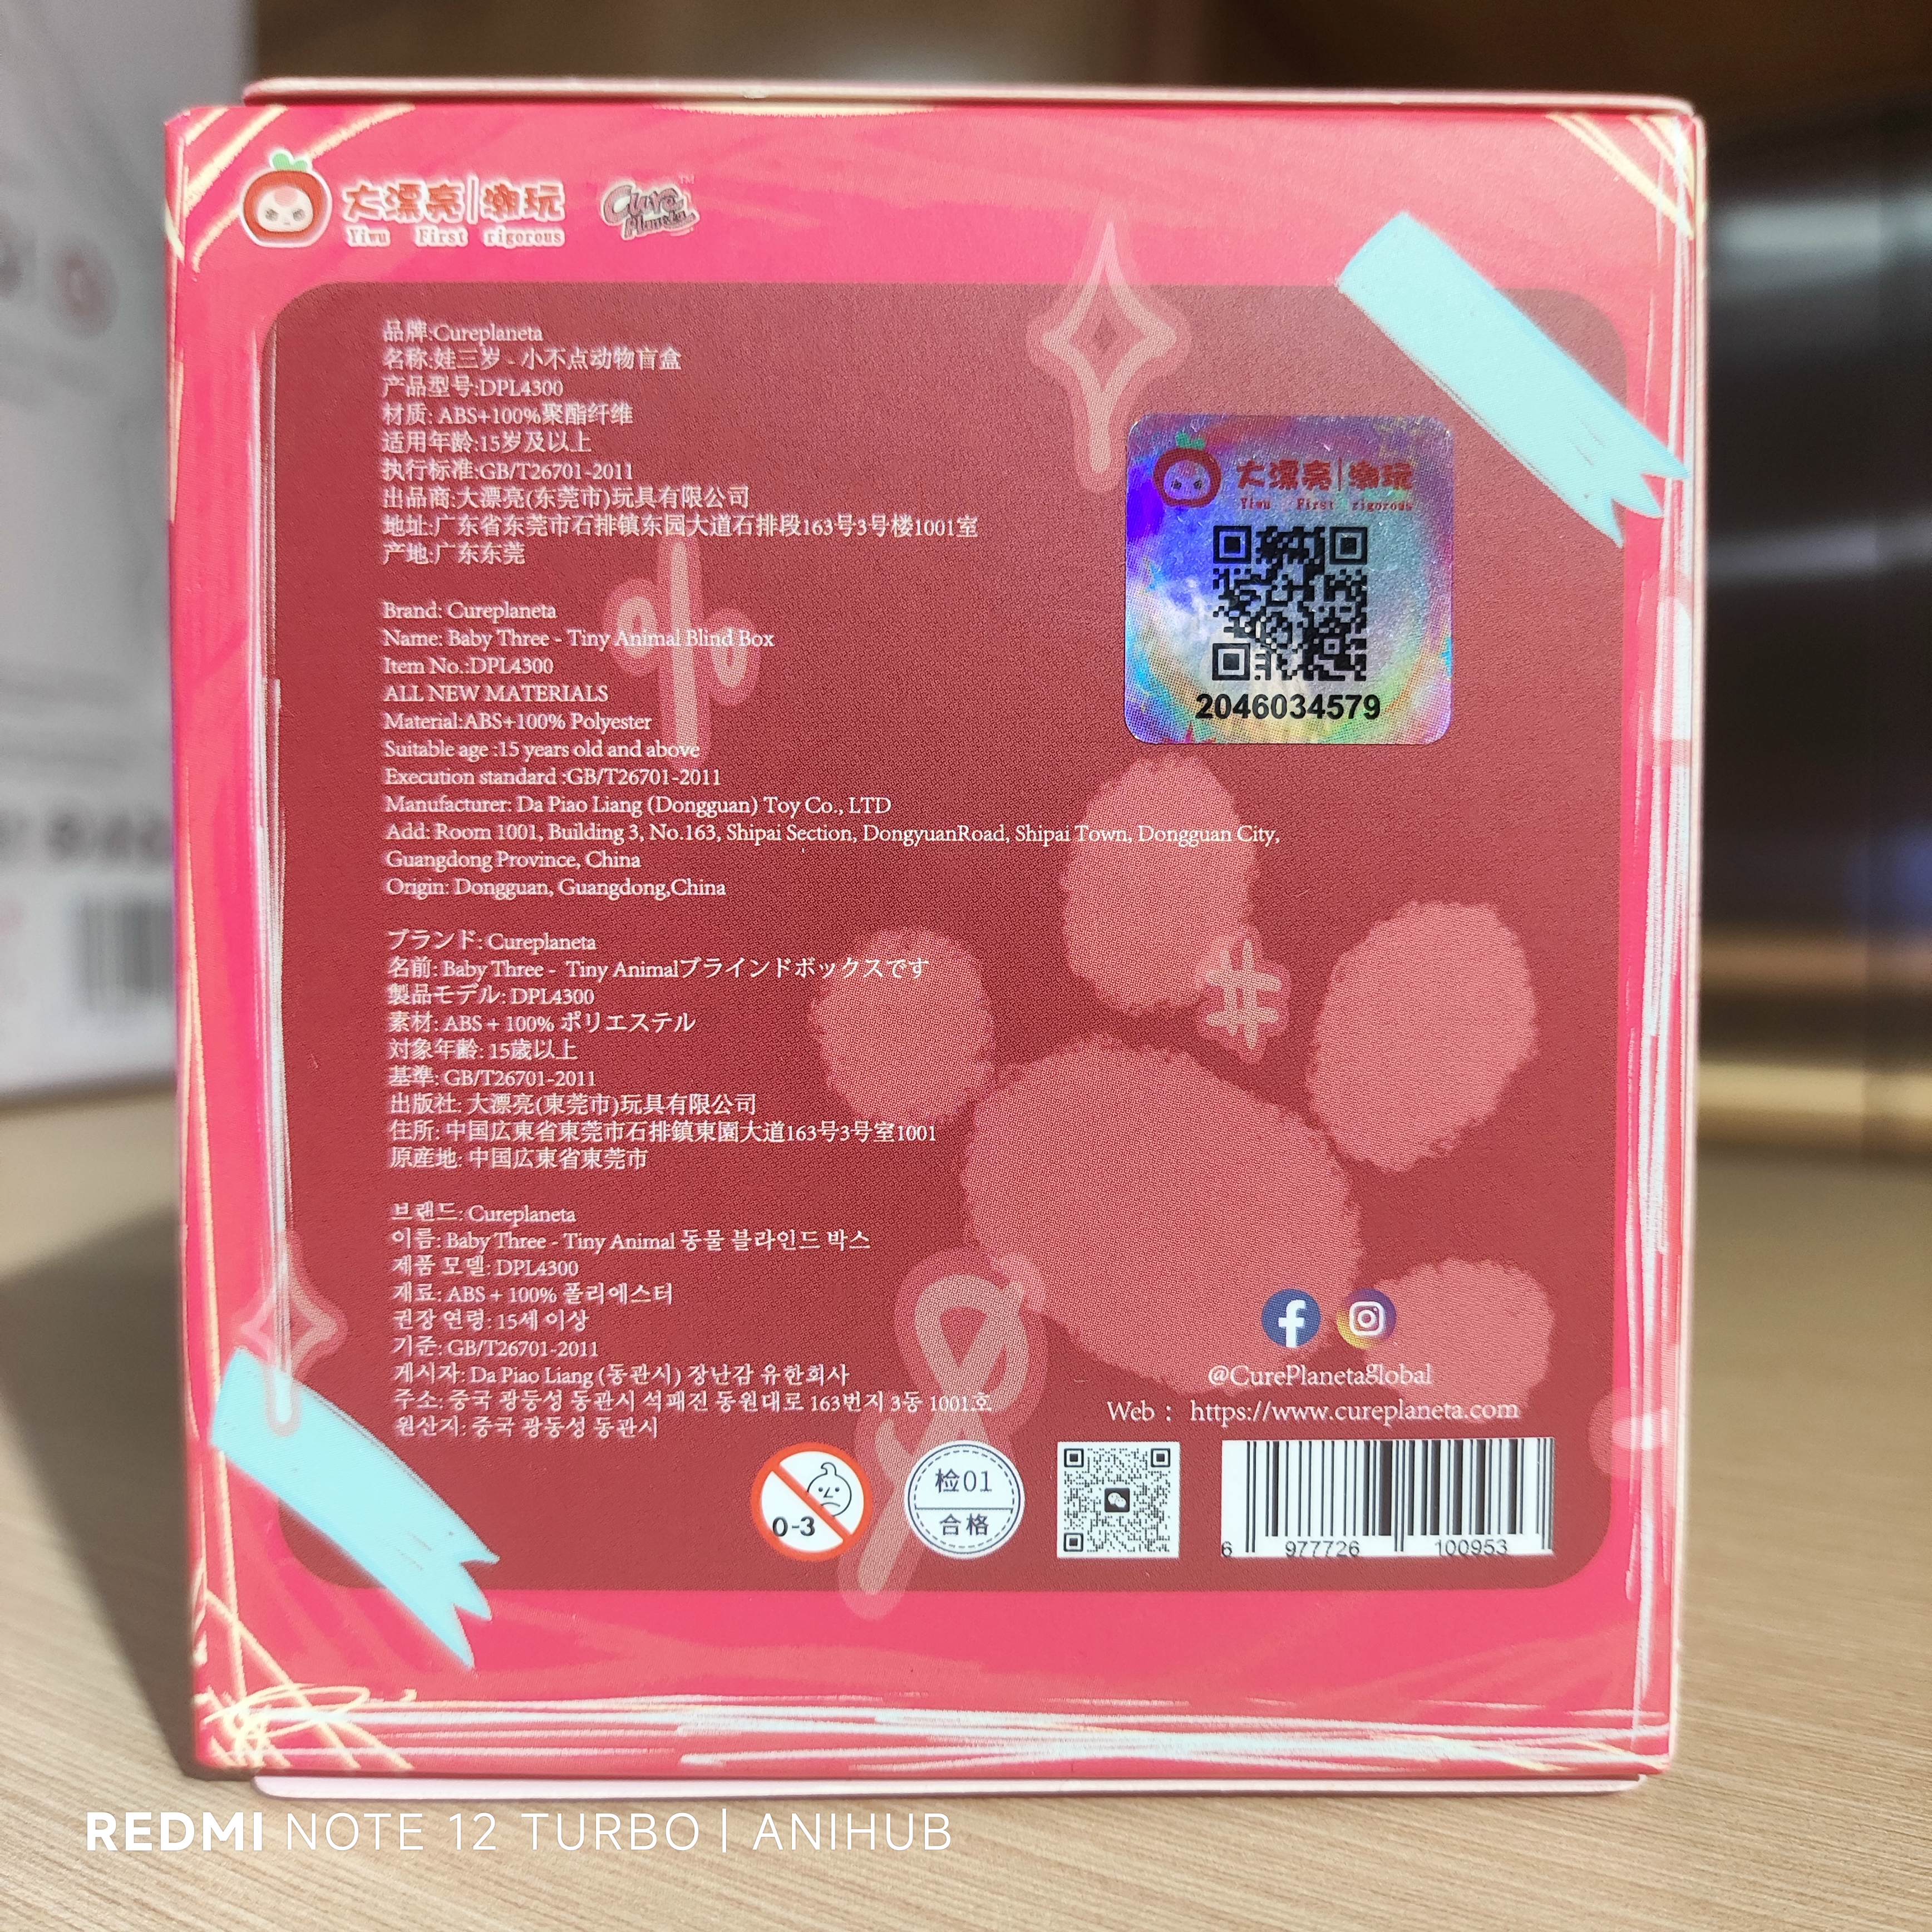 大漂亮|潮玩
Yiwu First rigorous
Cure Planeta™
品牌:Cureplaneta
名称:娃三岁 - 小不点动物盲盒
产品型号:DPL4300
材质: ABS+100%聚酯纤维
适用年龄:15岁及以上
执行标准:GB/T26701-2011
出品商:大漂亮(东莞市)玩具有限公司
地址:广东省东莞市石排镇东园大道石排段163号3号楼1001室
产地:广东东莞
大漂亮|潮玩
Yiwu First rigorous
2046034579
Brand: Cureplaneta
Name: Baby Three - Tiny Animal Blind Box
Item No.:DPL4300
ALL NEW MATERIALS
Material:ABS+100% Polyester
Suitable age :15 years old and above
Execution standard :GB/T26701-2011
Manufacturer: Da Piao Liang (Dongguan) Toy Co., LTD
Add: Room 1001, Building 3, No.163, Shipai Section, DongyuanRoad, Shipai Town, Dongguan City,
Guangdong Province, China
Origin: Dongguan, Guangdong,China
ブランド: Cureplaneta
名前: Baby Three - Tiny Animalブラインドボックスです
製品モデル: DPL4300
素材: ABS + 100% ポリエステル
対象年齢: 15歳以上
基準: GB/T26701-2011
出版社: 大漂亮(東莞市)玩具有限公司
住所: 中国広東省東莞市石排鎮東園大道163号3号室1001
原産地: 中国広東省東莞市
브랜드: Cureplaneta
이름: Baby Three - Tiny Animal 동물 블라인드 박스
제품 모델: DPL4300
재료: ABS + 100% 폴리에스터
권장 연령: 15세 이상
기준: GB/T26701-2011
게시자: Da Piao Liang (동관시) 장난감 유한회사
주소: 중국 광둥성 동관시 석패진 동원대로 163번지 3동 1001호
원산지: 중국 광동성 동관시
@CurePlanetaglobal
Web： https://www.cureplaneta.com
0-3
检01
合格
6 977726 100953
REDMI NOTE 12 TURBO | ANIHUB